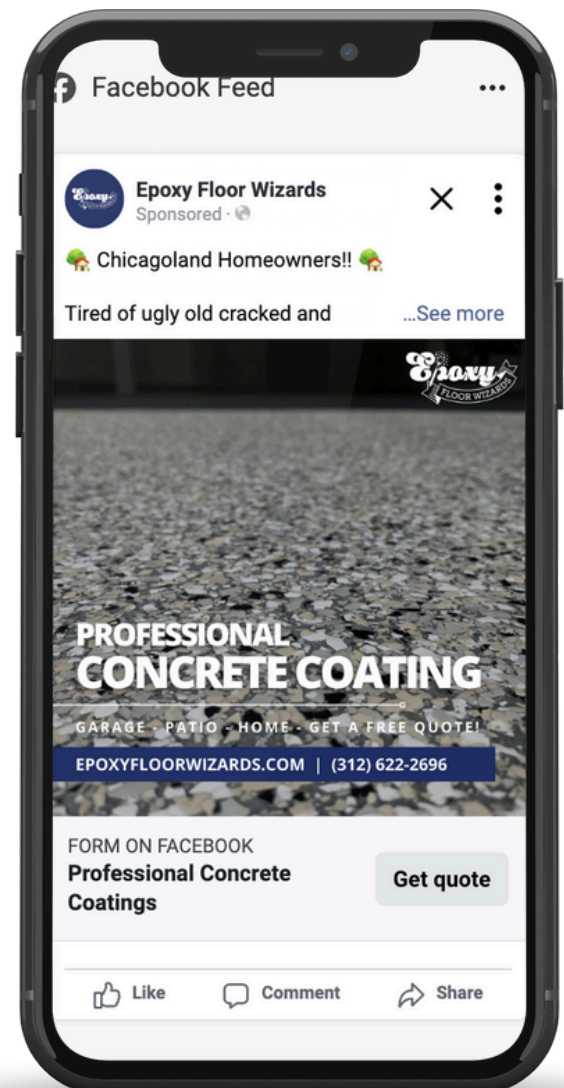 Facebook Feed
Epoxy
Epoxy Floor Wizards
Sponsored ·
Chicagoland Homeowners!!
Tired of ugly old cracked and ...See more
Epoxy
FLOOR WIZARDS
PROFESSIONAL
CONCRETE COATING
GARAGE - PATIO - HOME - GET A FREE QUOTE!
EPOXYFLOORWIZARDS.COM | (312) 622-2696
FORM ON FACEBOOK
Professional Concrete
Coatings
Get quote
Like Comment Share